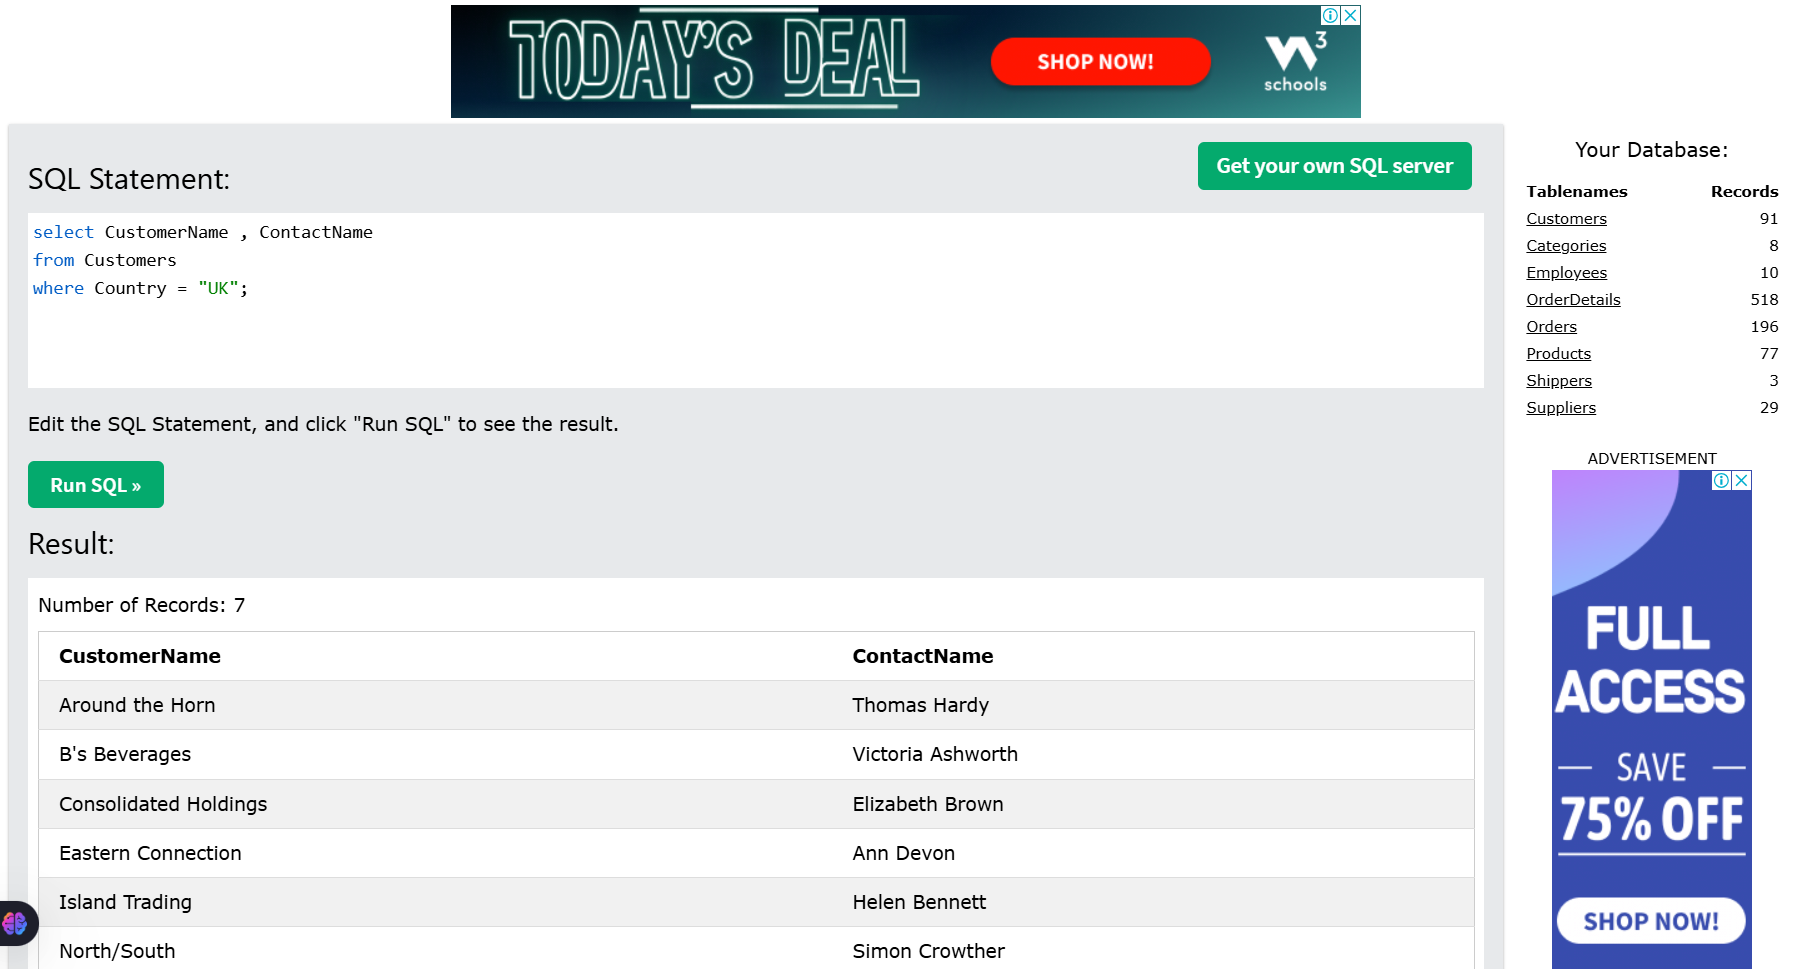 TODAY'S DEAL
SHOP NOW!
W3
schools
SQL Statement:
Get your own SQL server
select CustomerName , ContactName
from Customers
where Country = "UK";
Edit the SQL Statement, and click "Run SQL" to see the result.
Run SQL »
Result:
Number of Records: 7
CustomerName ContactName
Around the Horn Thomas Hardy
B's Beverages Victoria Ashworth
Consolidated Holdings Elizabeth Brown
Eastern Connection Ann Devon
Island Trading Helen Bennett
North/South Simon Crowther
Your Database:
Tablenames Records
Customers 91
Categories 8
Employees 10
OrderDetails 518
Orders 196
Products 77
Shippers 3
Suppliers 29
ADVERTISEMENT
FULL
ACCESS
SAVE
75% OFF
SHOP NOW!